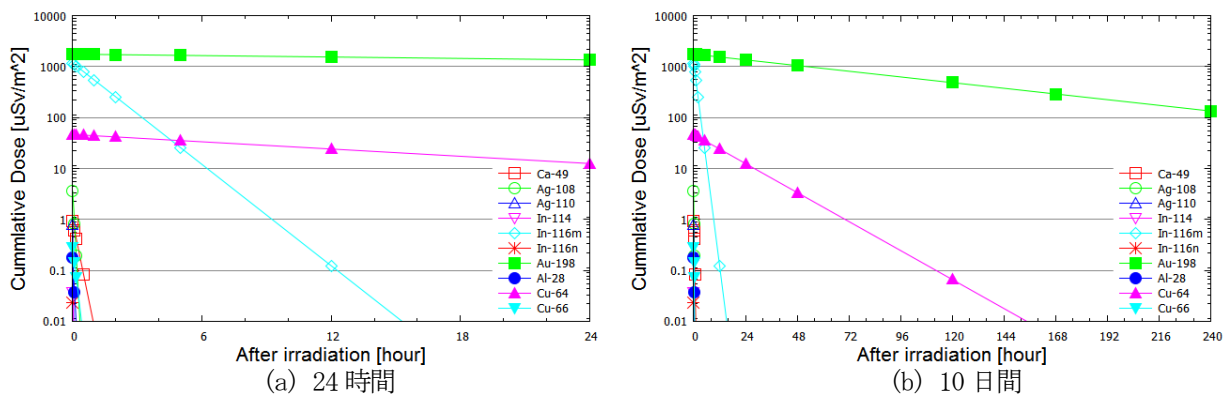 10000
1000
100
10
1
0.1
0.01
Cummlative Dose [uSv/m^2]
Ca-49
Ag-108
Ag-110
In-114
In-116m
In-116n
Au-198
Al-28
Cu-64
Cu-66
0 6 12 18 24
After irradiation [hour]
(a) 24 時間
10000
1000
100
10
1
0.1
0.01
Cummlative Dose [uSv/m^2]
Ca-49
Ag-108
Ag-110
In-114
In-116m
In-116n
Au-198
Al-28
Cu-64
Cu-66
0 24 48 72 96 120 144 168 192 216 240
After irradiation [hour]
(b) 10 日間